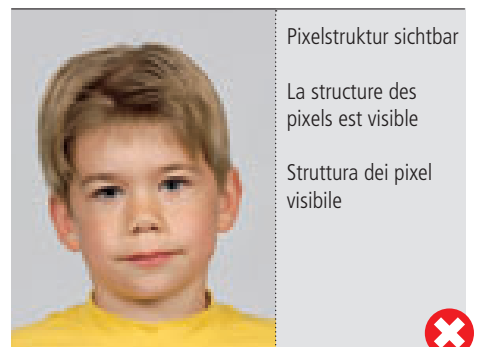 Pixelstruktur sichtbar
La structure des
pixels est visible
Struttura dei pixel
visibile